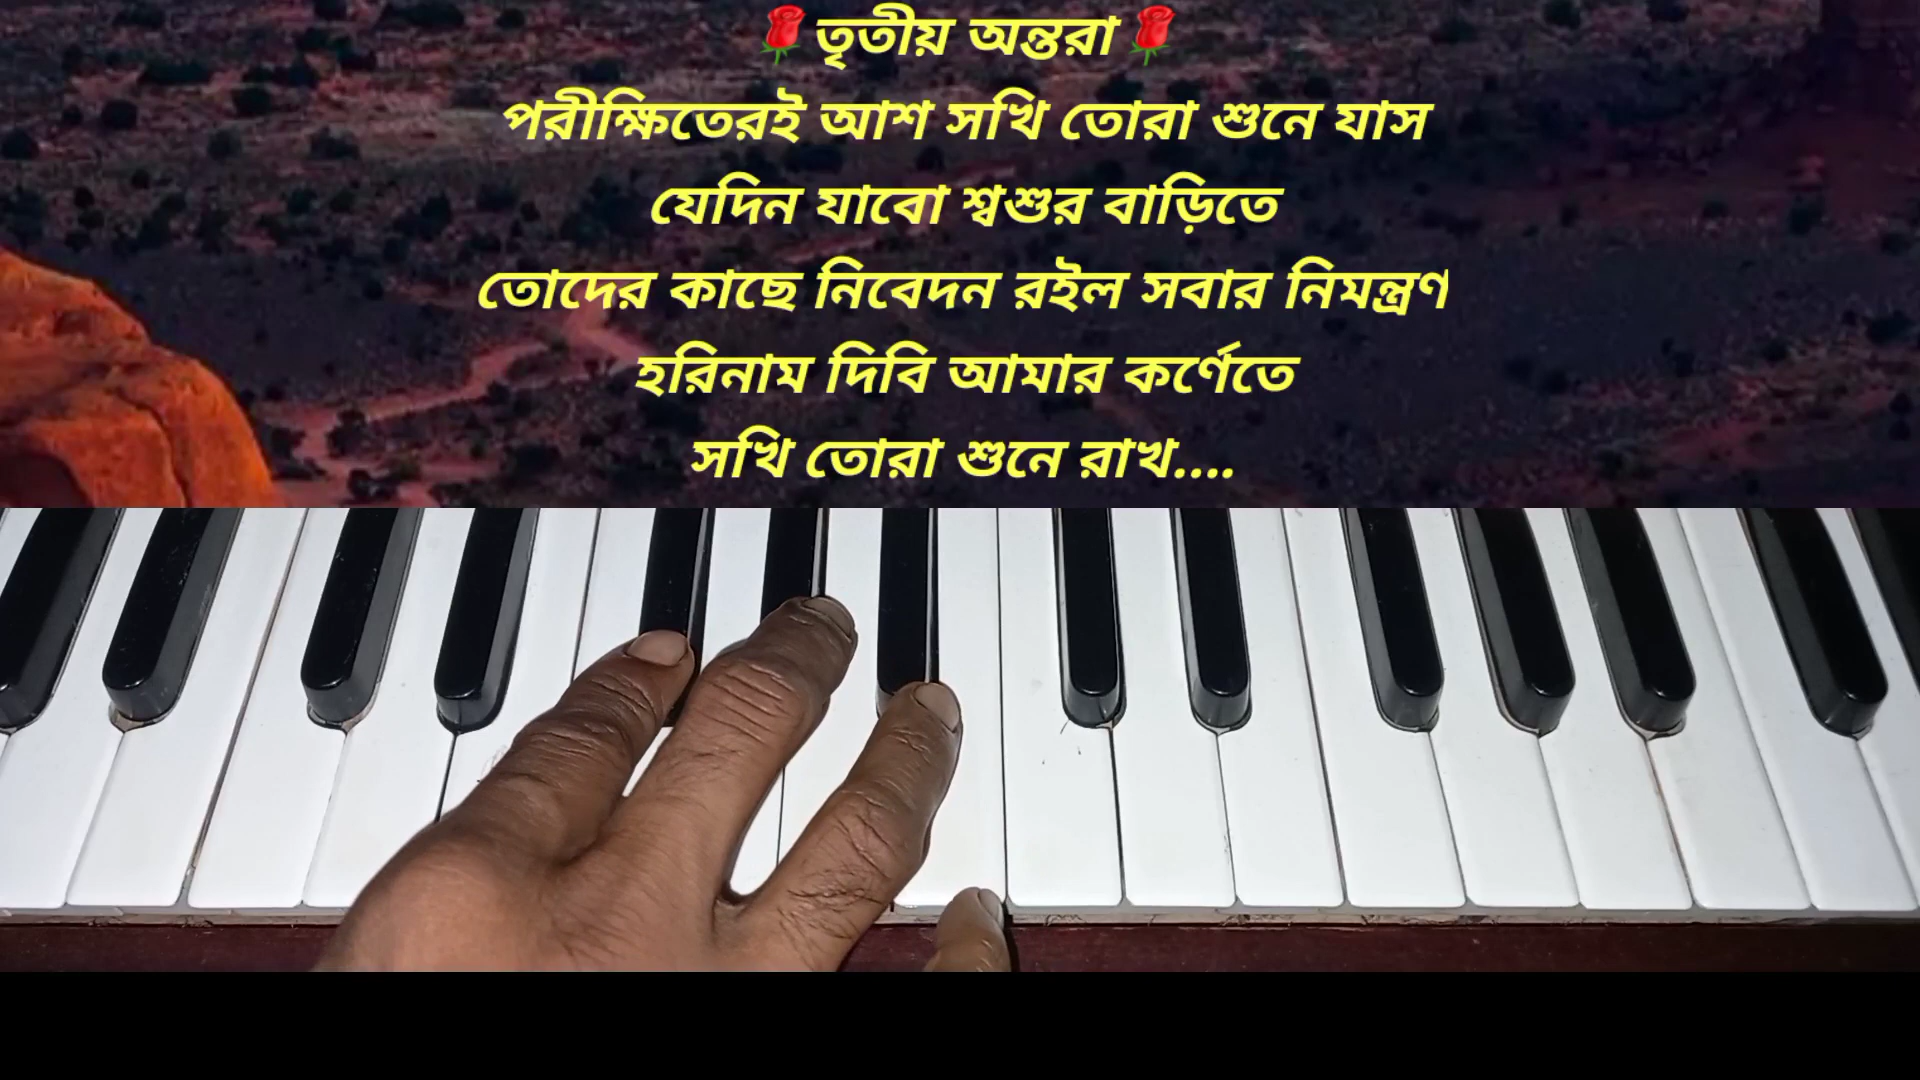 🌹তৃতীয় অন্তরা🌹
পরীক্ষিতেরই আশ সখি তোরা শুনে যাস
যেদিন যাবো শ্বশুর বাড়িতে
তোদের কাছে নিবেদন রইল সবার নিমন্ত্রণ
হরিনাম দিবি আমার কর্ণেতে
সখি তোরা শুনে রাখ....